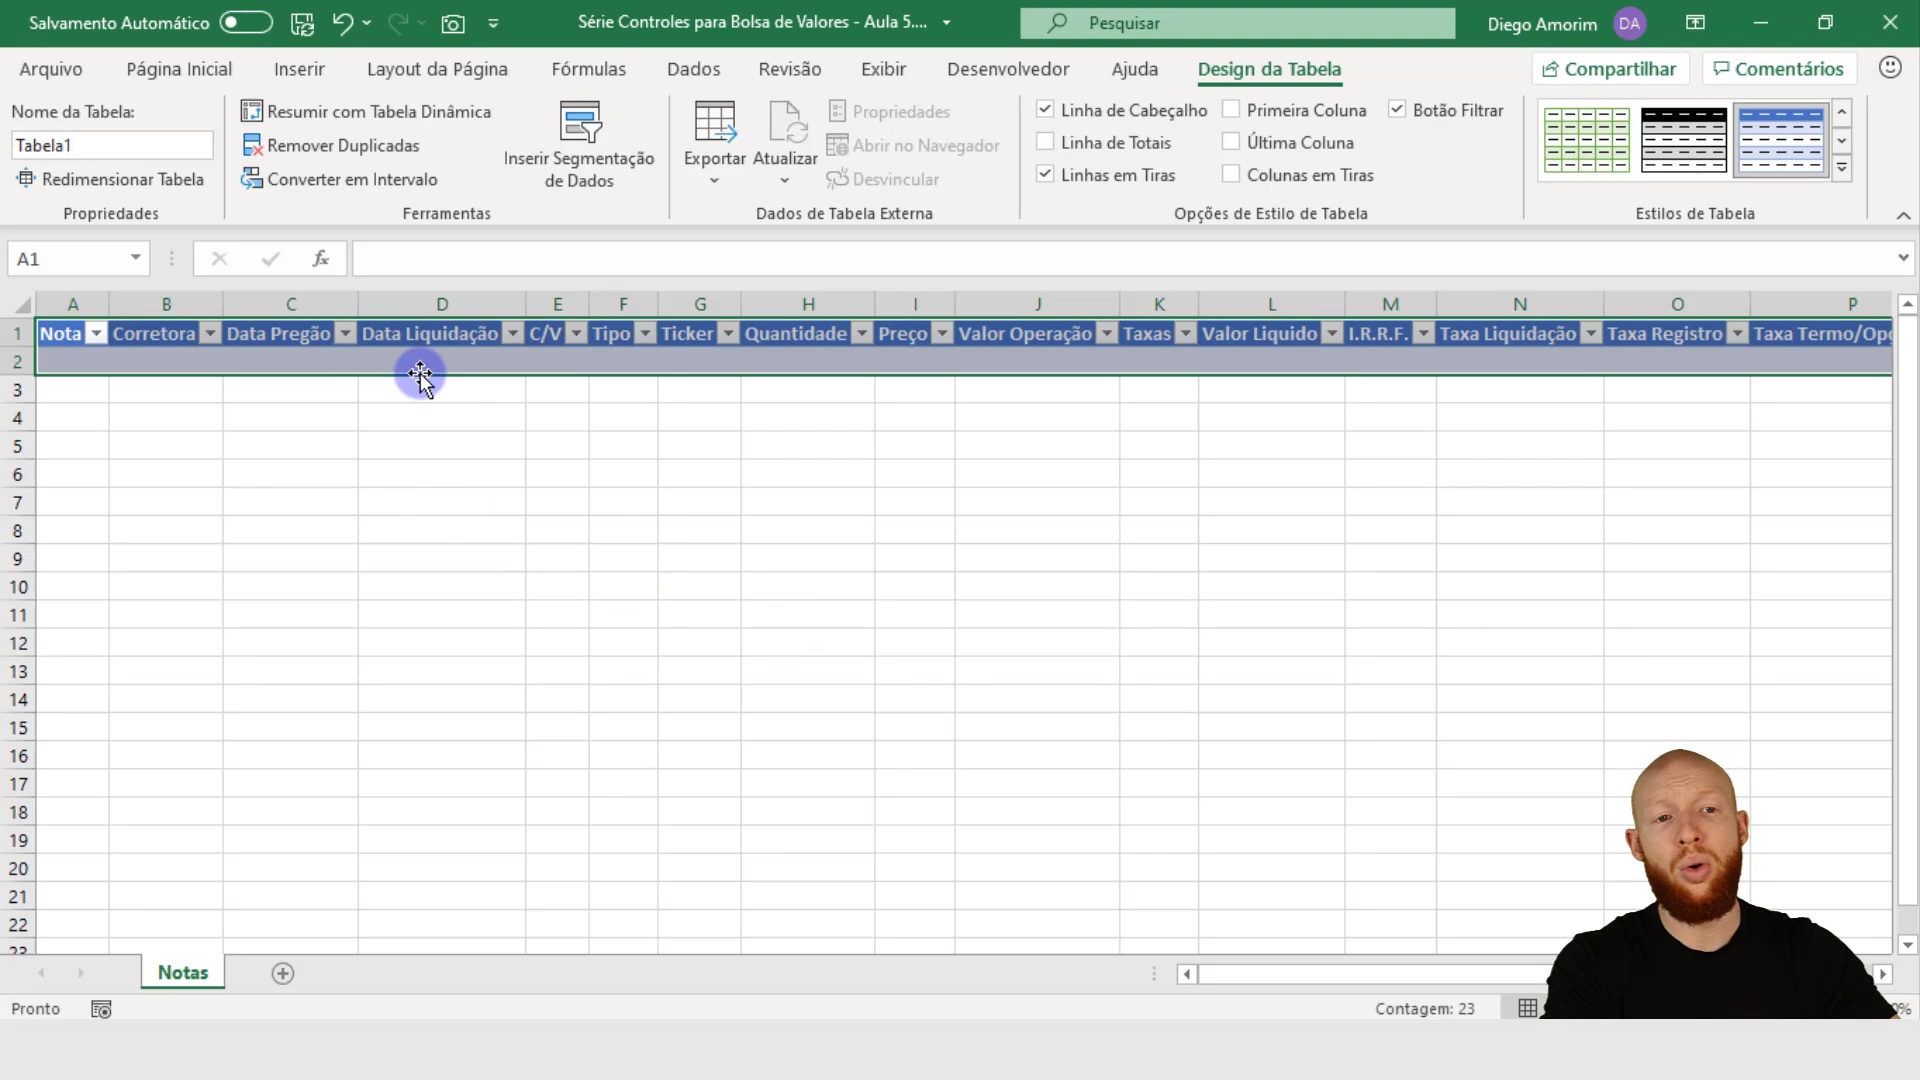 Salvamento Automático
Série Controles para Bolsa de Valores - Aula 5....
Pesquisar
Diego Amorim
DA
Arquivo
Página Inicial
Inserir
Layout da Página
Fórmulas
Dados
Revisão
Exibir
Desenvolvedor
Ajuda
Design da Tabela
Compartilhar
Comentários
Nome da Tabela:
Tabela1
Redimensionar Tabela
Propriedades
Resumir com Tabela Dinâmica
Remover Duplicadas
Converter em Intervalo
Inserir Segmentação
de Dados
Ferramentas
Exportar
Atualizar
Propriedades
Abrir no Navegador
Desvincular
Dados de Tabela Externa
Linha de Cabeçalho
Linha de Totais
Linhas em Tiras
Primeira Coluna
Última Coluna
Colunas em Tiras
Botão Filtrar
Opções de Estilo de Tabela
Estilos de Tabela
A1
fx
A B C D E F G H I J K L M N O P
1 Nota Corretora Data Pregão Data Liquidação C/V Tipo Ticker Quantidade Preço Valor Operação Taxas Valor Liquido I.R.R.F. Taxa Liquidação Taxa Registro Taxa Termo/Opç
2
3
4
5
6
7
8
9
10
11
12
13
14
15
16
17
18
19
20
21
22
23
Notas
Pronto
Contagem: 23